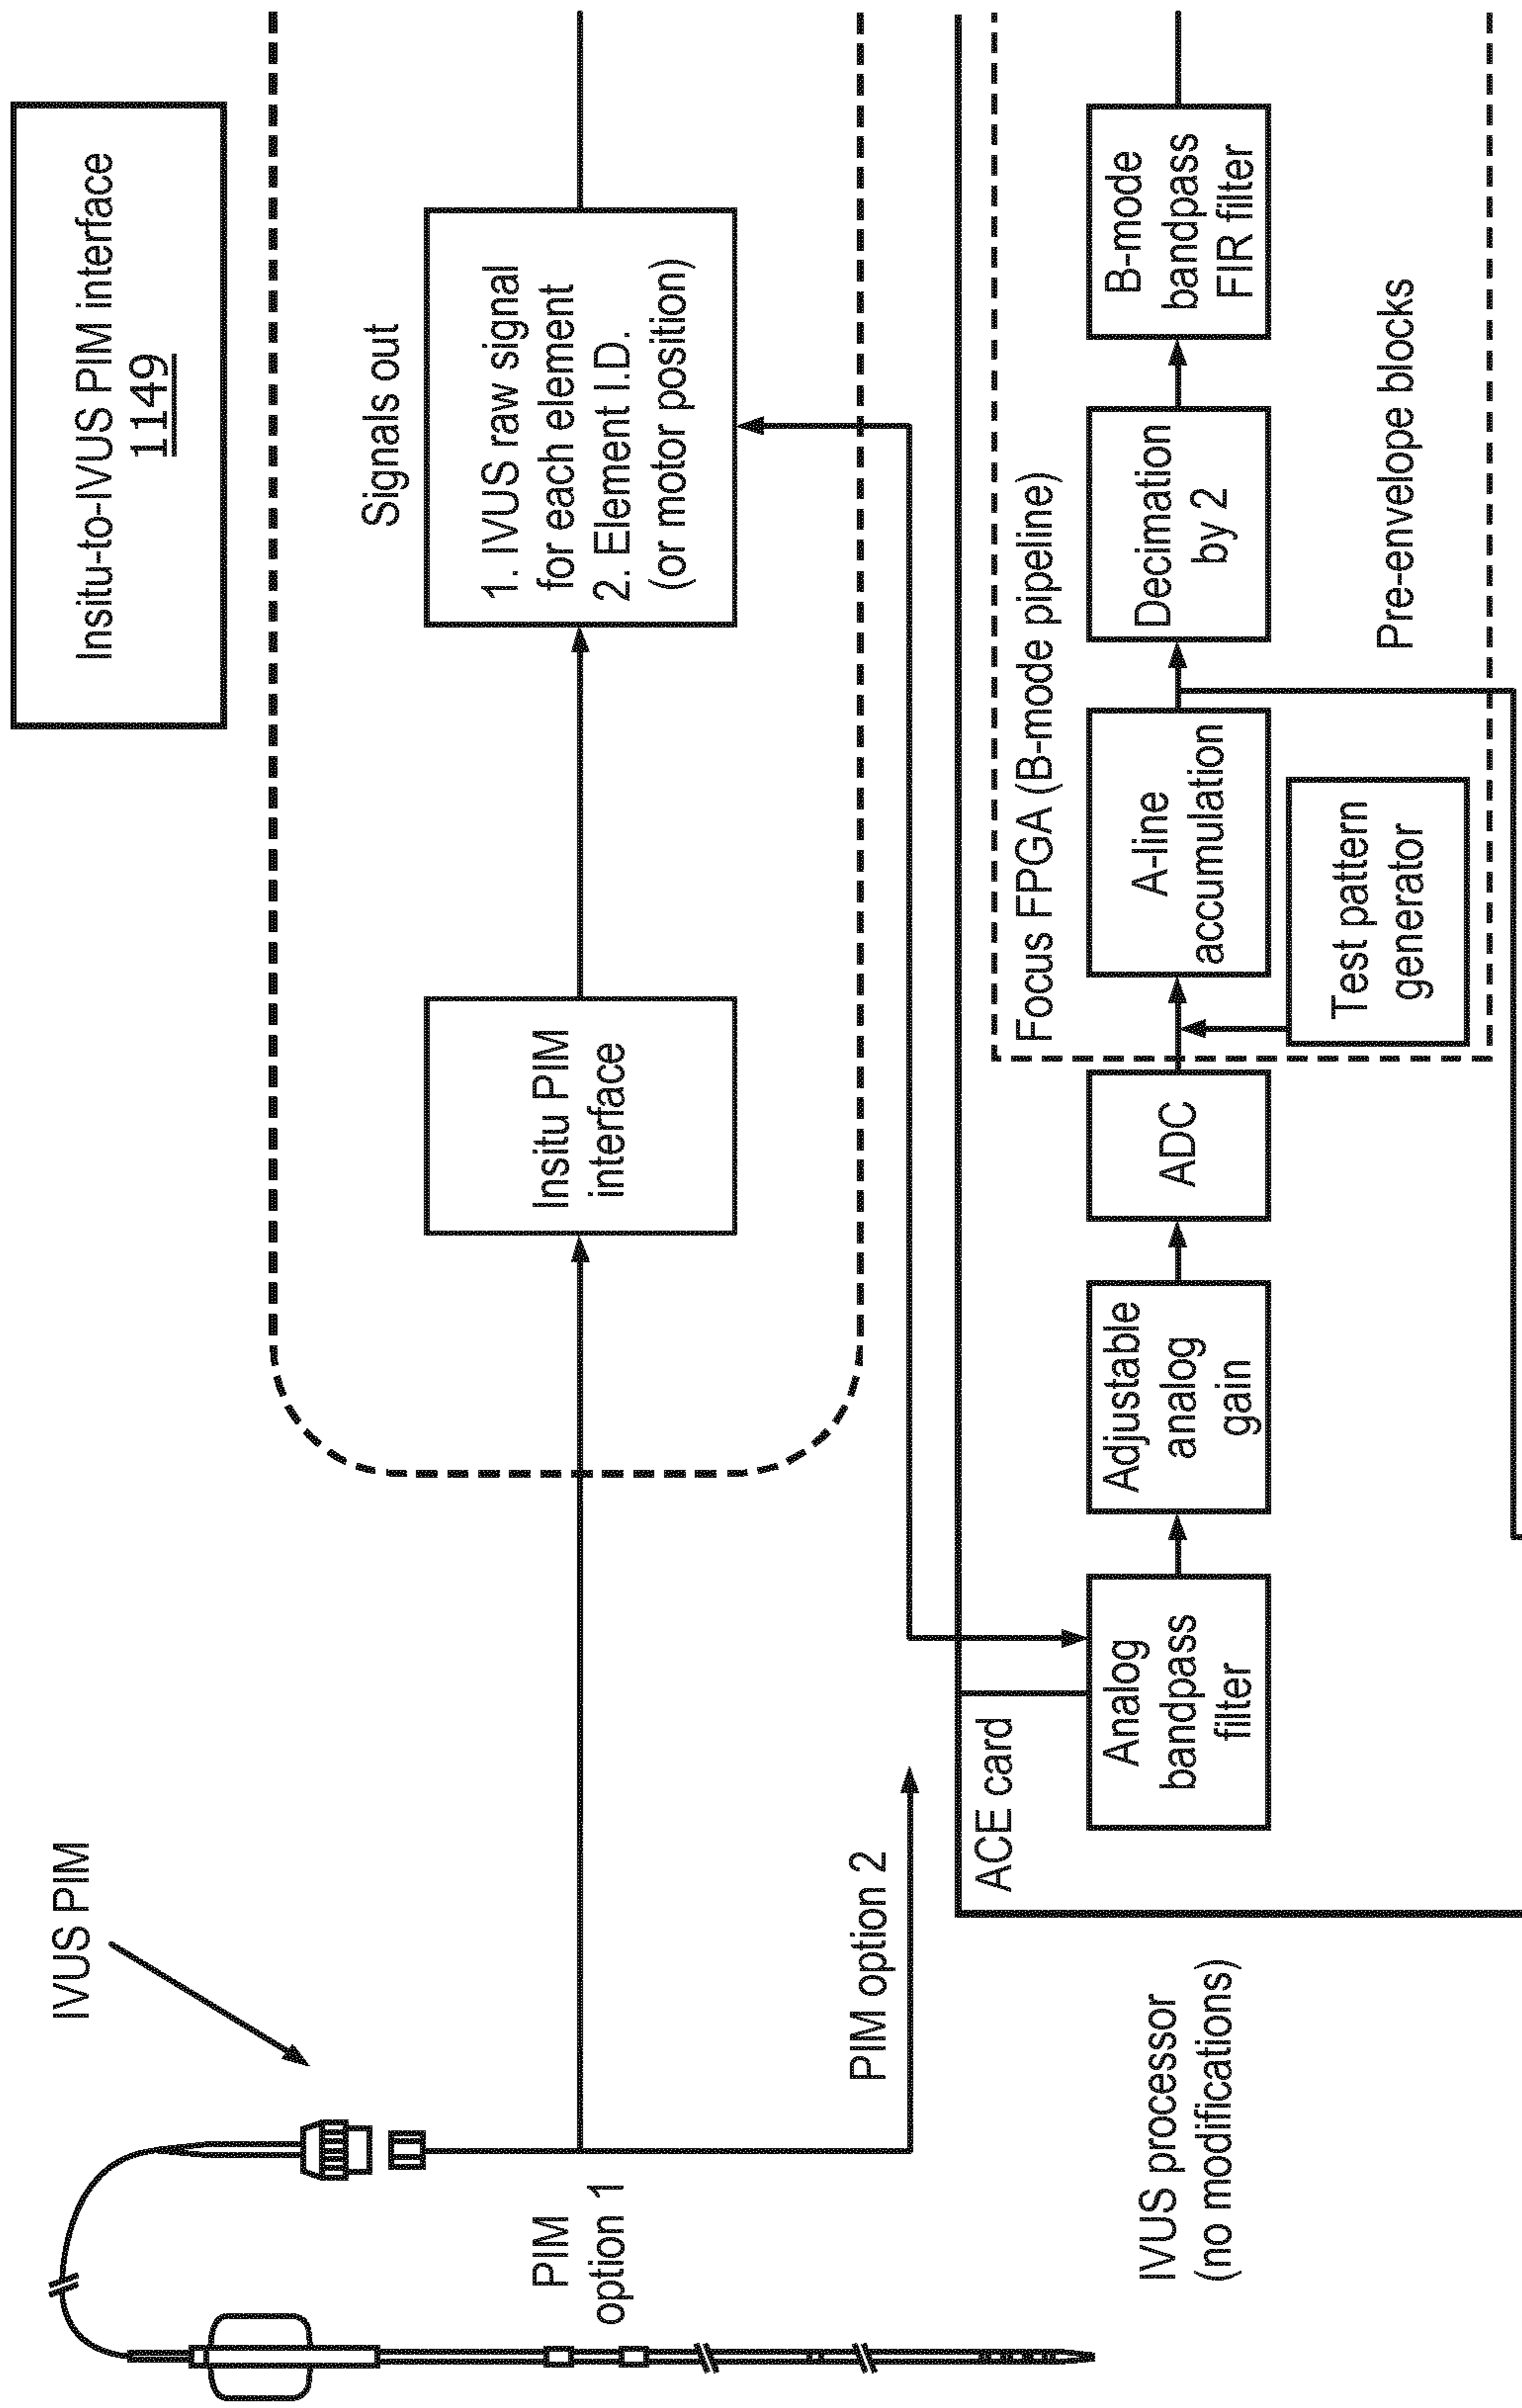 Insitu-to-IVUS PIM interface
1149
IVUS PIM
PIM
option 1
Insitu PIM
interface
Signals out
1. IVUS raw signal
for each element
2. Element I.D.
(or motor position)
PIM option 2
IVUS processor
(no modifications)
ACE card
Analog
bandpass
filter
Adjustable
analog
gain
ADC
Focus FPGA (B-mode pipeline)
A-line
accumulation
Test pattern
generator
Decimation
by 2
B-mode
bandpass
FIR filter
Pre-envelope blocks